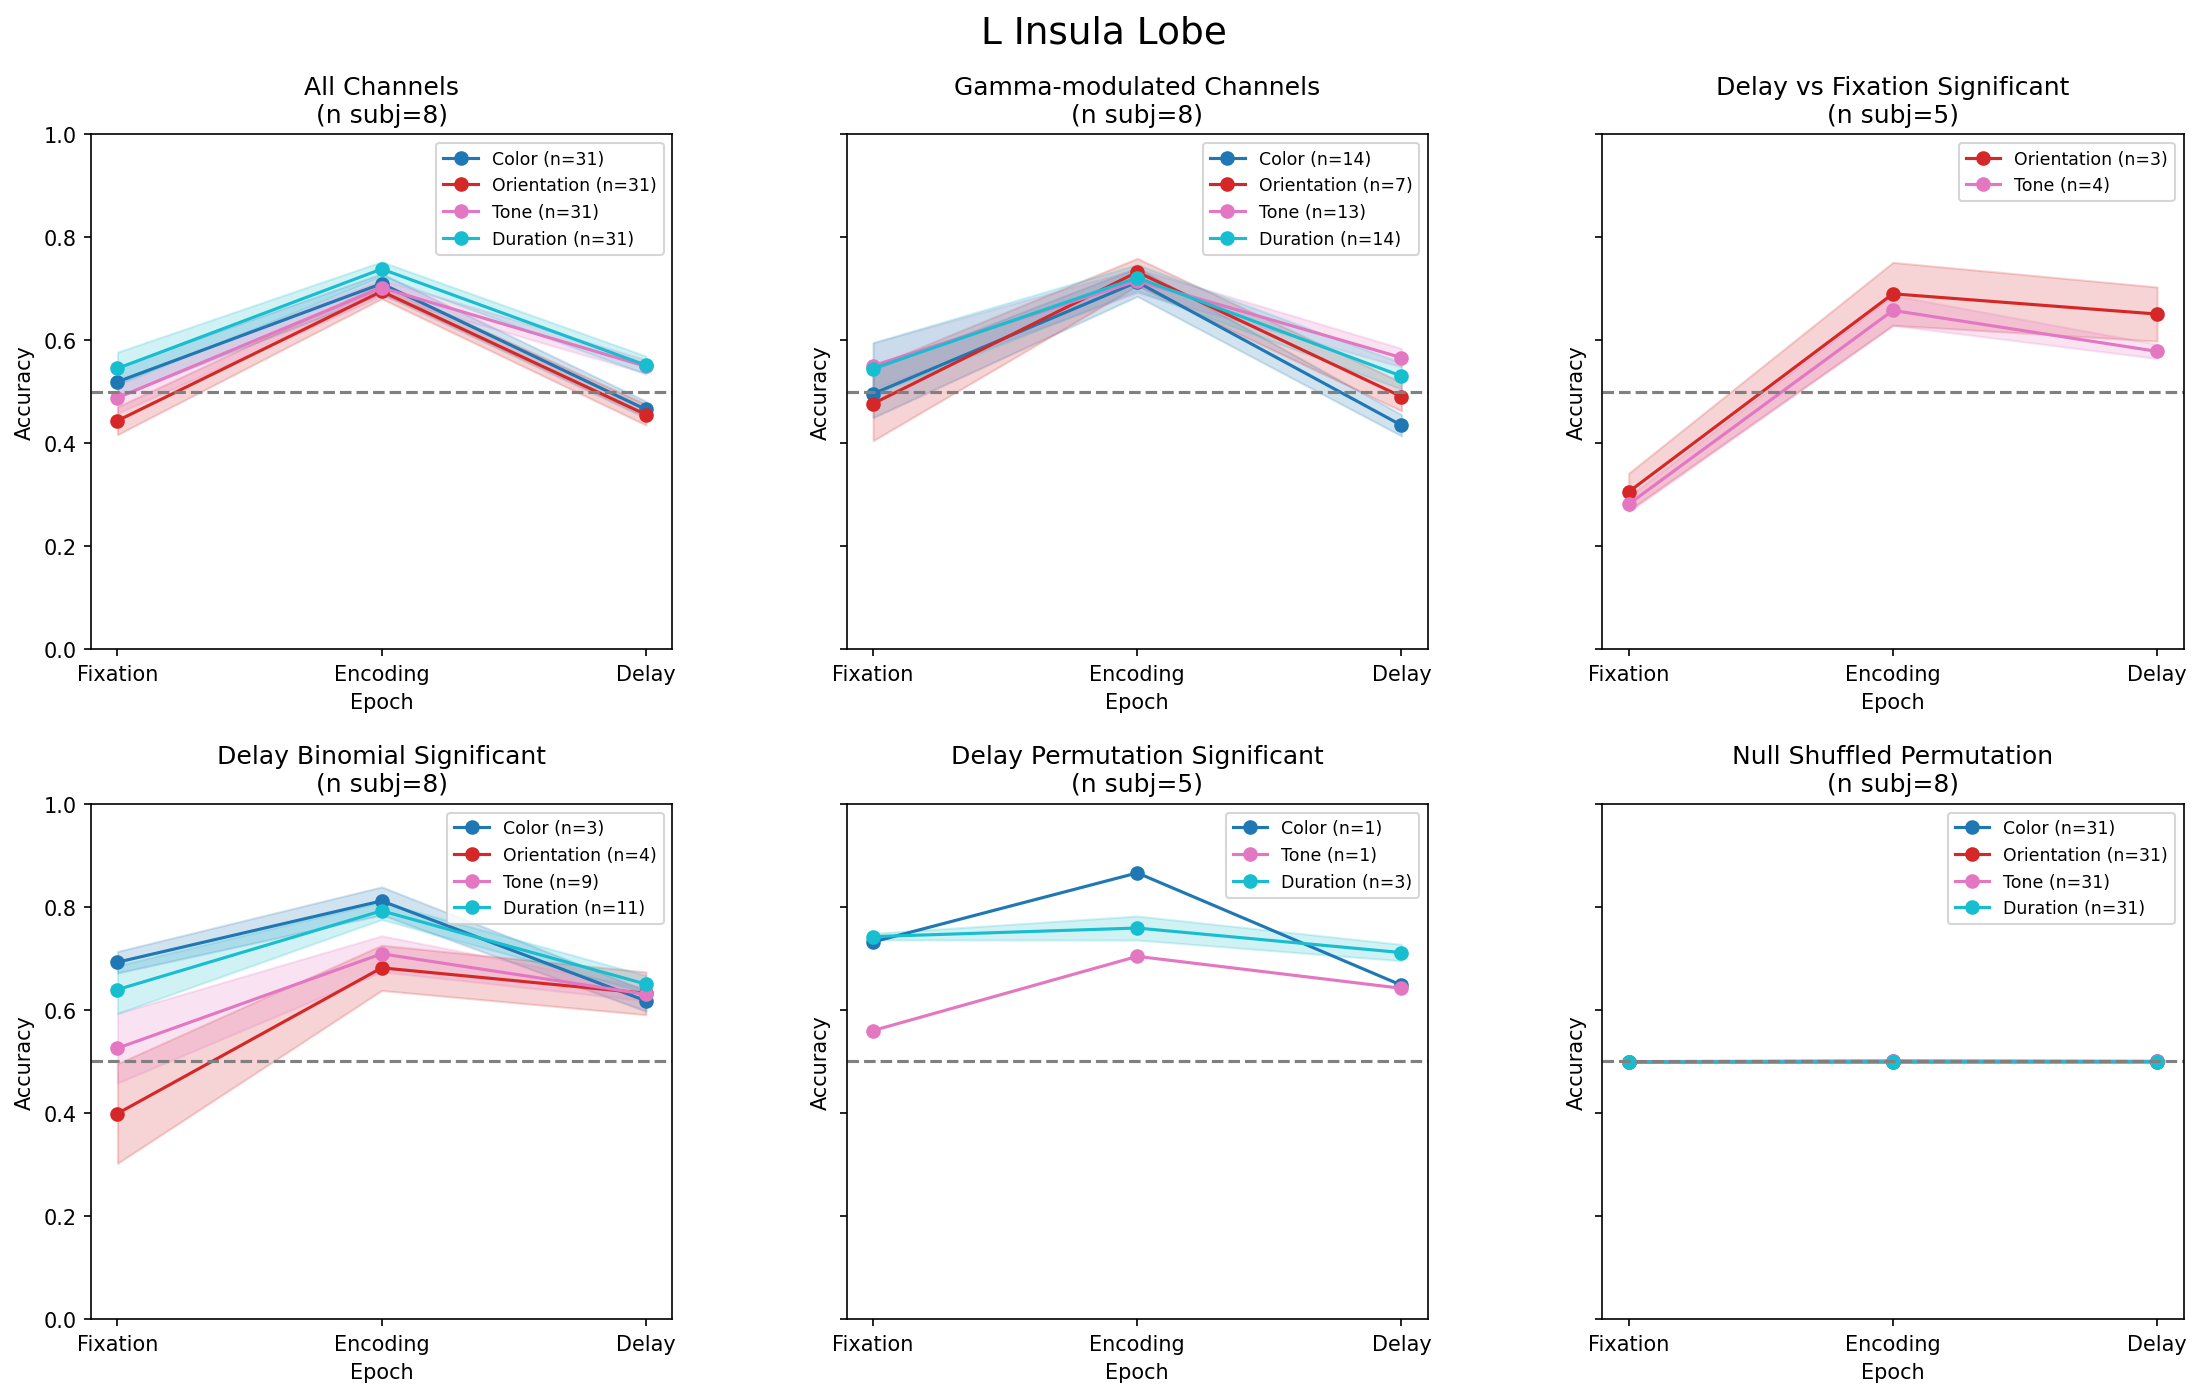 L Insula Lobe
All Channels
(n subj=8)
1.0
0.8
0.6
0.4
0.2
0.0
Accuracy
Color (n=31)
Orientation (n=31)
Tone (n=31)
Duration (n=31)
Fixation
Encoding
Delay
Epoch
Gamma-modulated Channels
(n subj=8)
Accuracy
Color (n=14)
Orientation (n=7)
Tone (n=13)
Duration (n=14)
Fixation
Encoding
Delay
Epoch
Delay vs Fixation Significant
(n subj=5)
Accuracy
Orientation (n=3)
Tone (n=4)
Fixation
Encoding
Delay
Epoch
Delay Binomial Significant
(n subj=8)
1.0
0.8
0.6
0.4
0.2
0.0
Accuracy
Color (n=3)
Orientation (n=4)
Tone (n=9)
Duration (n=11)
Fixation
Encoding
Delay
Epoch
Delay Permutation Significant
(n subj=5)
Accuracy
Color (n=1)
Tone (n=1)
Duration (n=3)
Fixation
Encoding
Delay
Epoch
Null Shuffled Permutation
(n subj=8)
Accuracy
Color (n=31)
Orientation (n=31)
Tone (n=31)
Duration (n=31)
Fixation
Encoding
Delay
Epoch